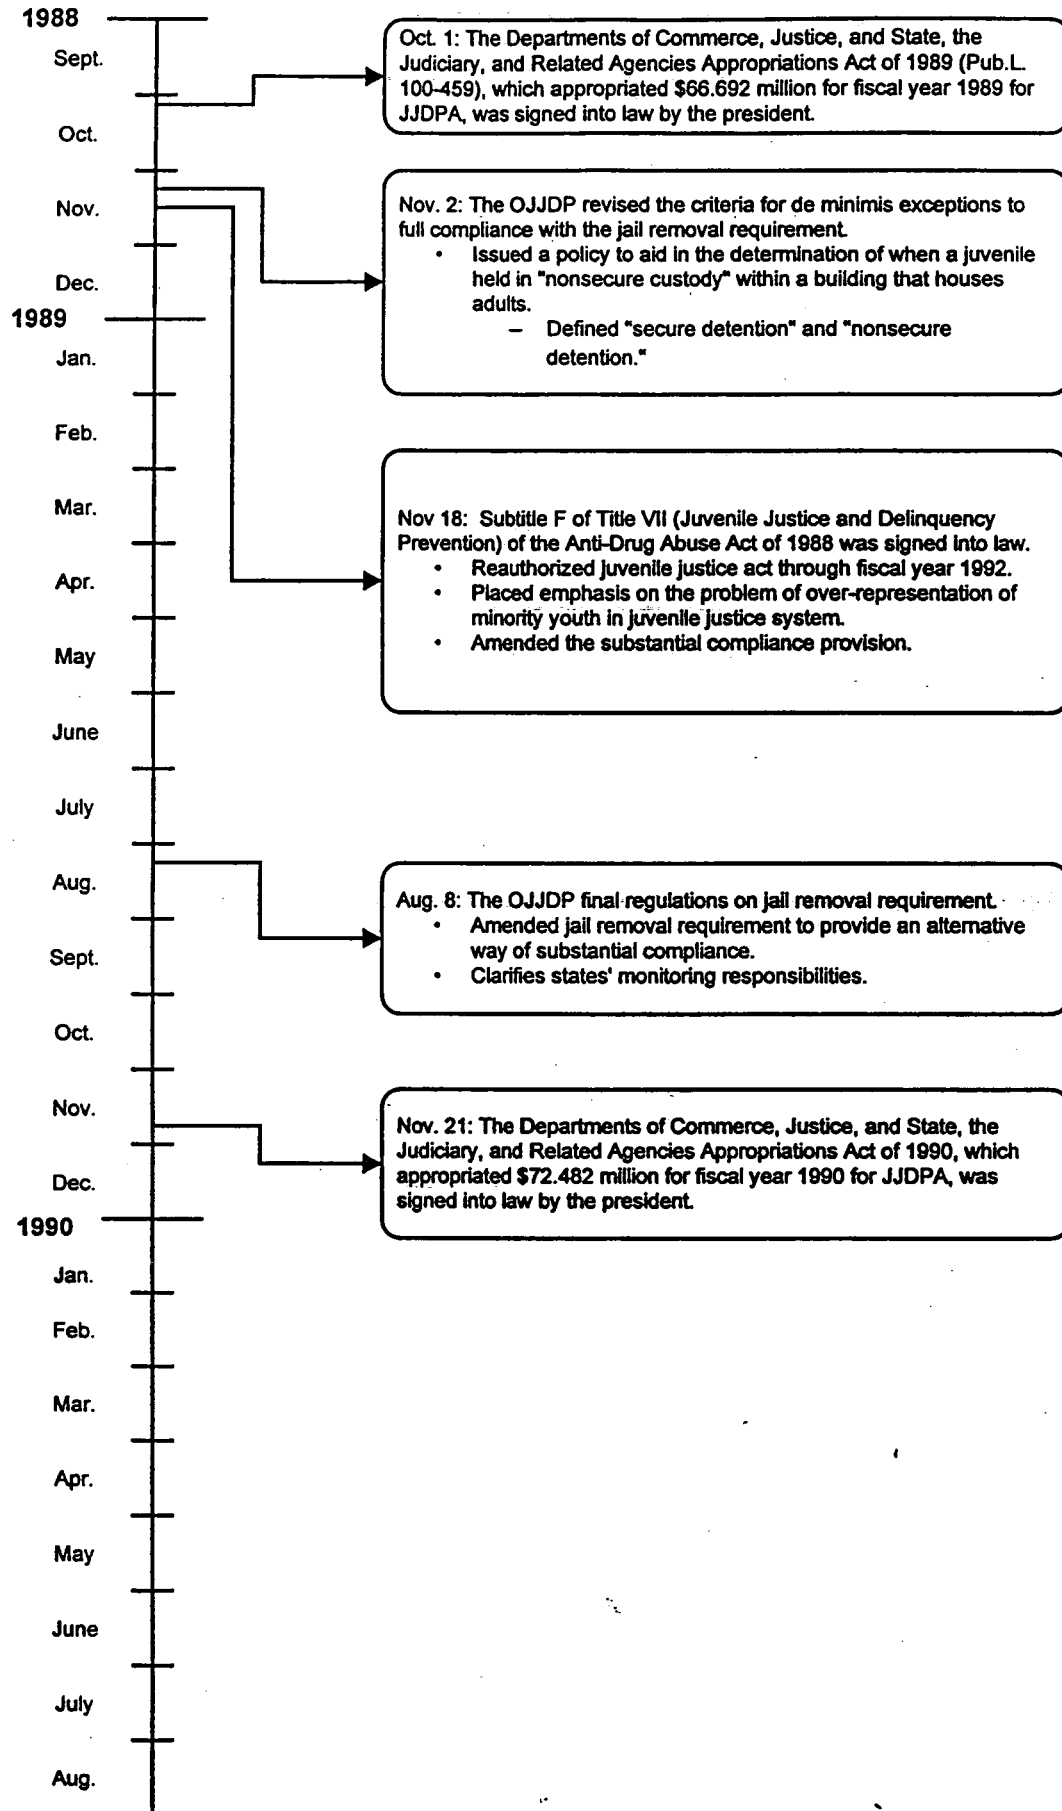 1988
Sept.
Oct.
Nov.
Dec.
1989
Jan.
Feb.
Mar.
Apr.
May
June
July
Aug.
Sept.
Oct.
Nov.
Dec.
1990
Jan.
Feb.
Mar.
Apr.
May
June
July
Aug.
Oct. 1: The Departments of Commerce, Justice, and State, the
Judiciary, and Related Agencies Appropriations Act of 1989 (Pub.L.
100-459), which appropriated $66.692 million for fiscal year 1989 for
JJDPA, was signed into law by the president.
Nov. 2: The OJJDP revised the criteria for de minimis exceptions to
full compliance with the jail removal requirement.
• Issued a policy to aid in the determination of when a juvenile
held in "nonsecure custody" within a building that houses
adults.
– Defined "secure detention" and "nonsecure
detention."
Nov 18: Subtitle F of Title VII (Juvenile Justice and Delinquency
Prevention) of the Anti-Drug Abuse Act of 1988 was signed into law.
• Reauthorized juvenile justice act through fiscal year 1992.
• Placed emphasis on the problem of over-representation of
minority youth in juvenile justice system.
• Amended the substantial compliance provision.
Aug. 8: The OJJDP final regulations on jail removal requirement.
• Amended jail removal requirement to provide an alternative
way of substantial compliance.
• Clarifies states' monitoring responsibilities.
Nov. 21: The Departments of Commerce, Justice, and State, the
Judiciary, and Related Agencies Appropriations Act of 1990, which
appropriated $72.482 million for fiscal year 1990 for JJDPA, was
signed into law by the president.